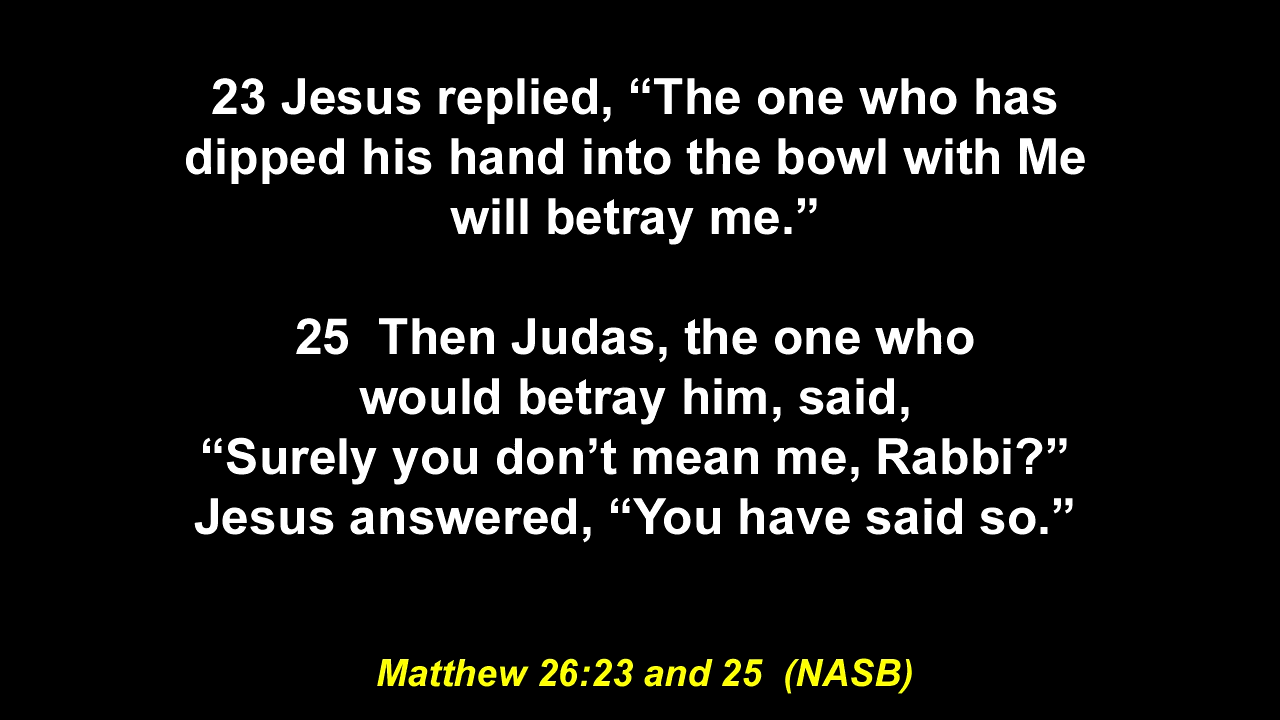 23 Jesus replied, “The one who has
dipped his hand into the bowl with Me
will betray me.”
25  Then Judas, the one who
would betray him, said,
“Surely you don’t mean me, Rabbi?”
Jesus answered, “You have said so.”
Matthew 26:23 and 25  (NASB)